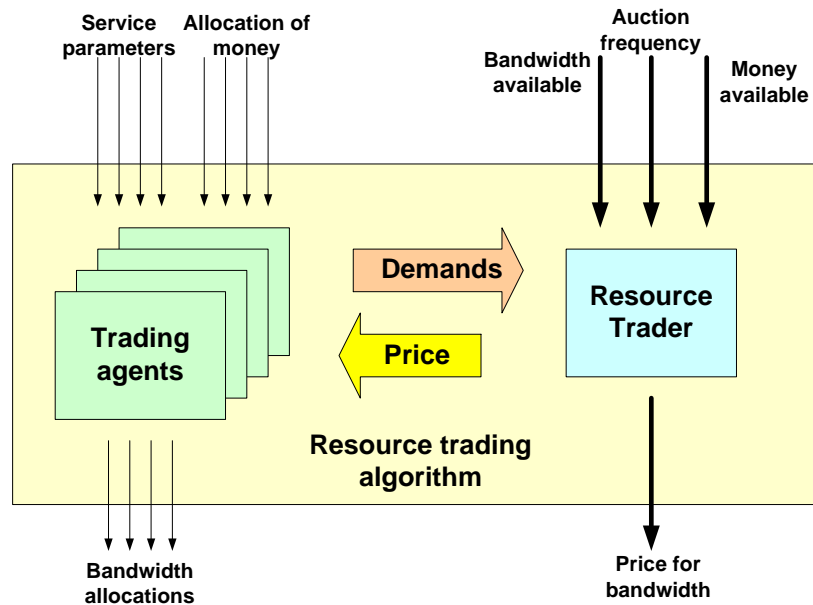 Service
parameters
Allocation of
money
Auction
frequency
Bandwidth
available
Money
available
Demands
Price
Trading
agents
Resource
Trader
Resource trading
algorithm
Bandwidth
allocations
Price for
bandwidth